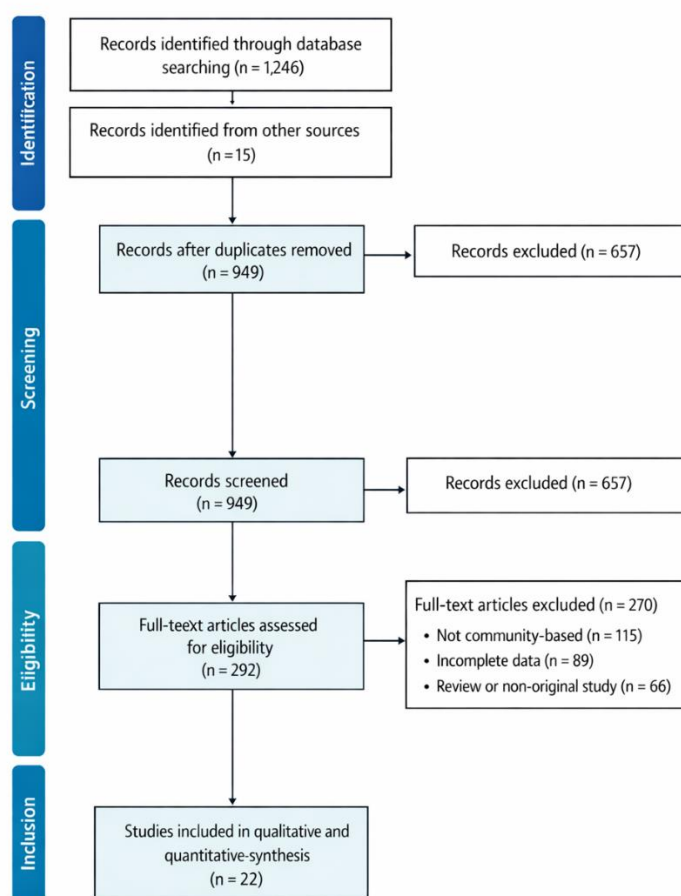 Identiification
Records identified through database
searching (n = 1,246)
Records identified from other sources
(n = 15)
Screening
Records after duplicates removed
(n = 949)
Records excluded (n = 657)
Records screened
(n = 949)
Records excluded (n = 657)
Eiigibility
Full-teext articles assessed
for eligibility
(n = 292)
Full-text articles excluded (n = 270)
• Not community-based (n = 115)
• Incomplete data (n = 89)
• Review or non-original study (n = 66)
Inclusion
Studies included in qualitative and
quantitative-synthesis
(n = 22)